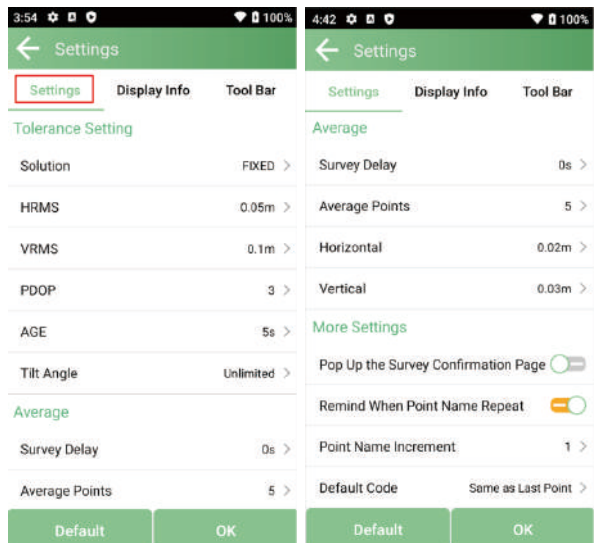 3:54 100%
Settings
Settings Display Info Tool Bar
Tolerance Setting
Solution FIXED
HRMS 0.05m
VRMS 0.1m
PDOP 3
AGE 5s
Tilt Angle Unlimited
Average
Survey Delay 0s
Average Points 5
Default OK
4:42 100%
Settings
Settings Display Info Tool Bar
Average
Survey Delay 0s
Average Points 5
Horizontal 0.02m
Vertical 0.03m
More Settings
Pop Up the Survey Confirmation Page
Remind When Point Name Repeat
Point Name Increment 1
Default Code Same as Last Point
Default OK